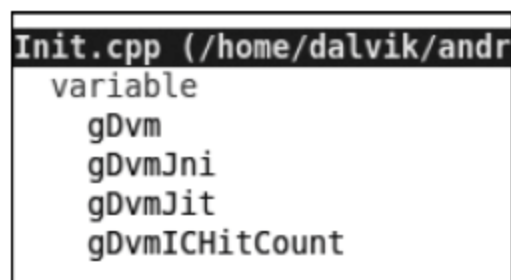 Init.cpp (/home/dalvik/andr
variable
gDvm
gDvmJni
gDvmJit
gDvmICHitCount